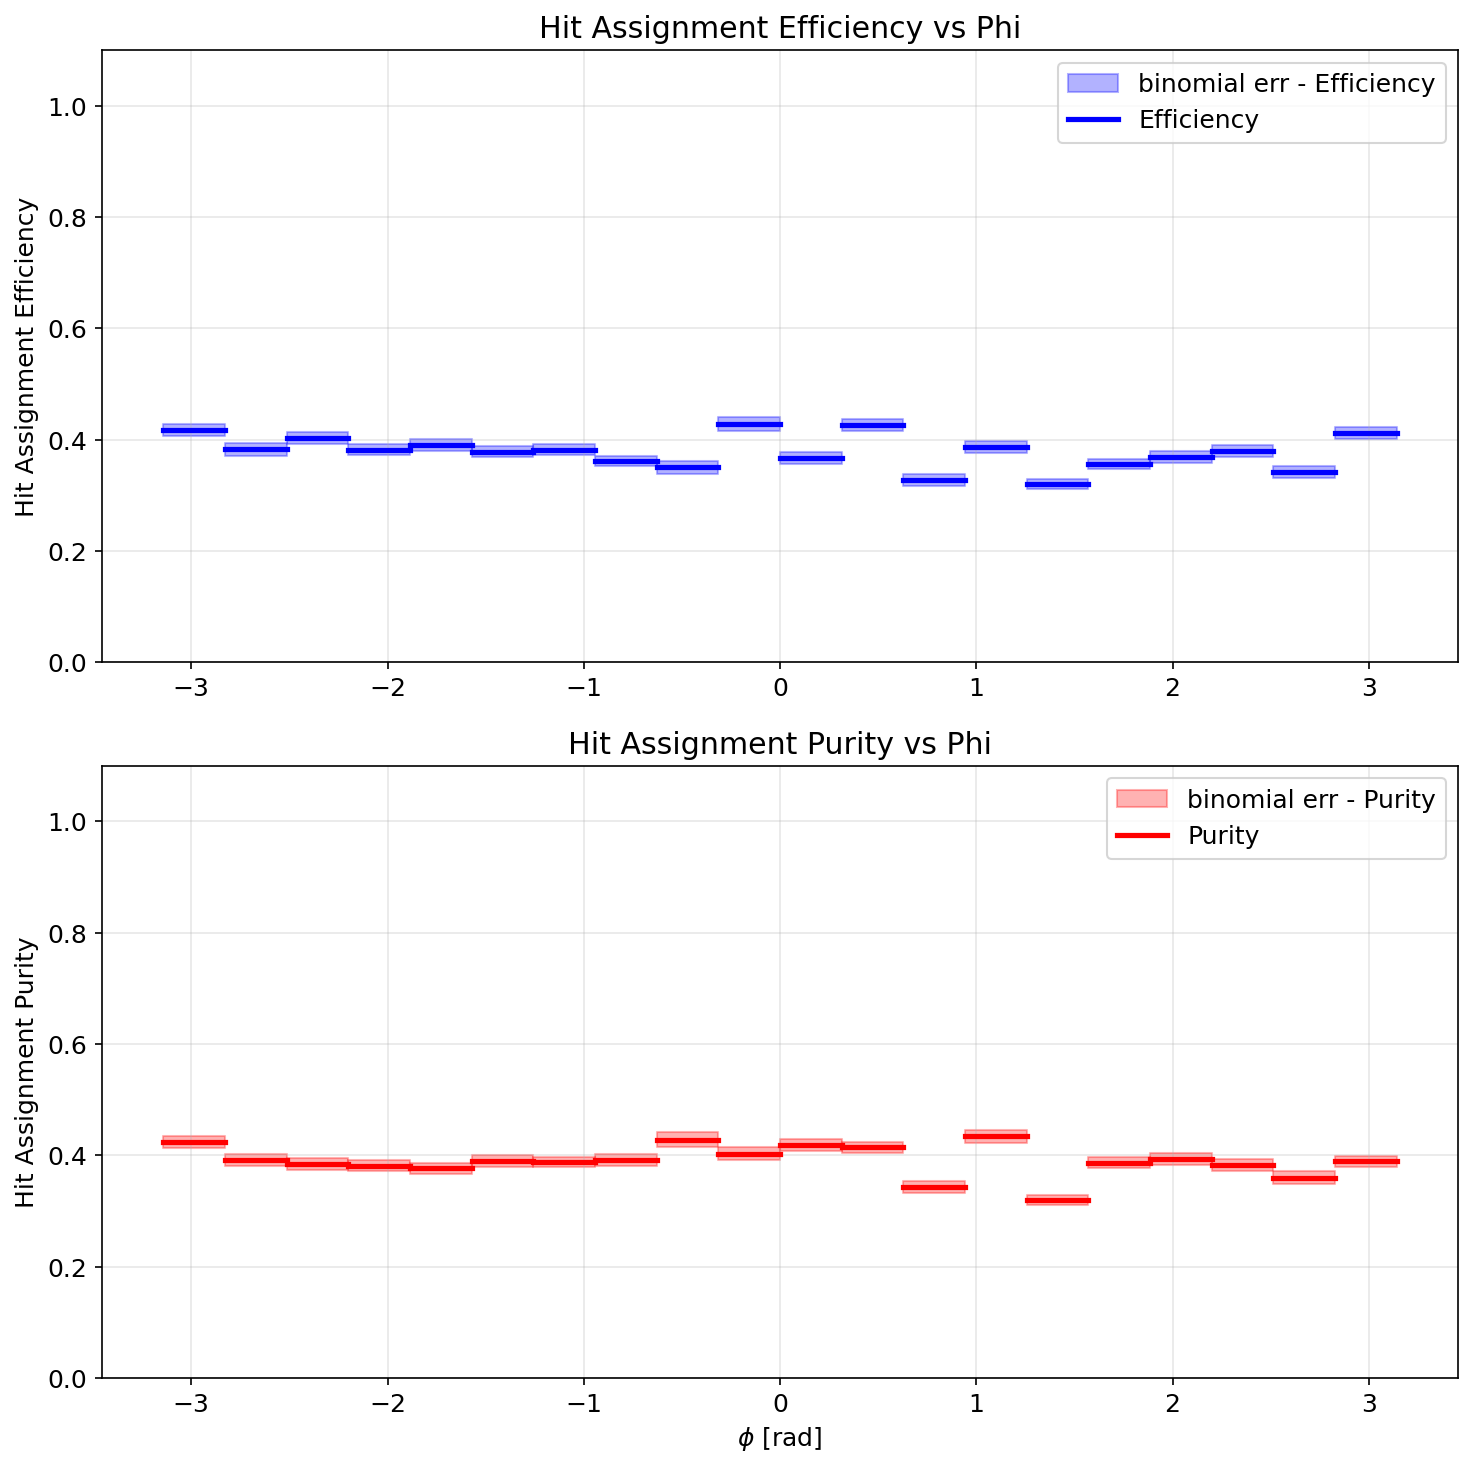 Hit Assignment Efficiency vs Phi
binomial err - Efficiency
Efficiency
Hit Assignment Efficiency
1.0
0.8
0.6
0.4
0.2
0.0
−3 −2 −1 0 1 2 3
Hit Assignment Purity vs Phi
binomial err - Purity
Purity
Hit Assignment Purity
1.0
0.8
0.6
0.4
0.2
0.0
−3 −2 −1 0 1 2 3
ϕ [rad]